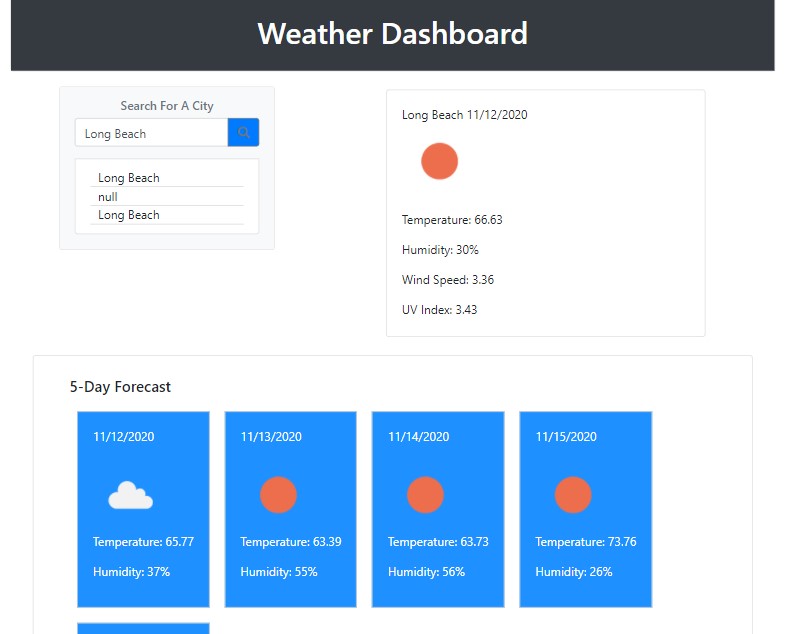 Weather Dashboard
Search For A City
Long Beach
Long Beach
null
Long Beach
Long Beach 11/12/2020
Temperature: 66.63
Humidity: 30%
Wind Speed: 3.36
UV Index: 3.43
5-Day Forecast
11/12/2020
Temperature: 65.77
Humidity: 37%
11/13/2020
Temperature: 63.39
Humidity: 55%
11/14/2020
Temperature: 63.73
Humidity: 56%
11/15/2020
Temperature: 73.76
Humidity: 26%